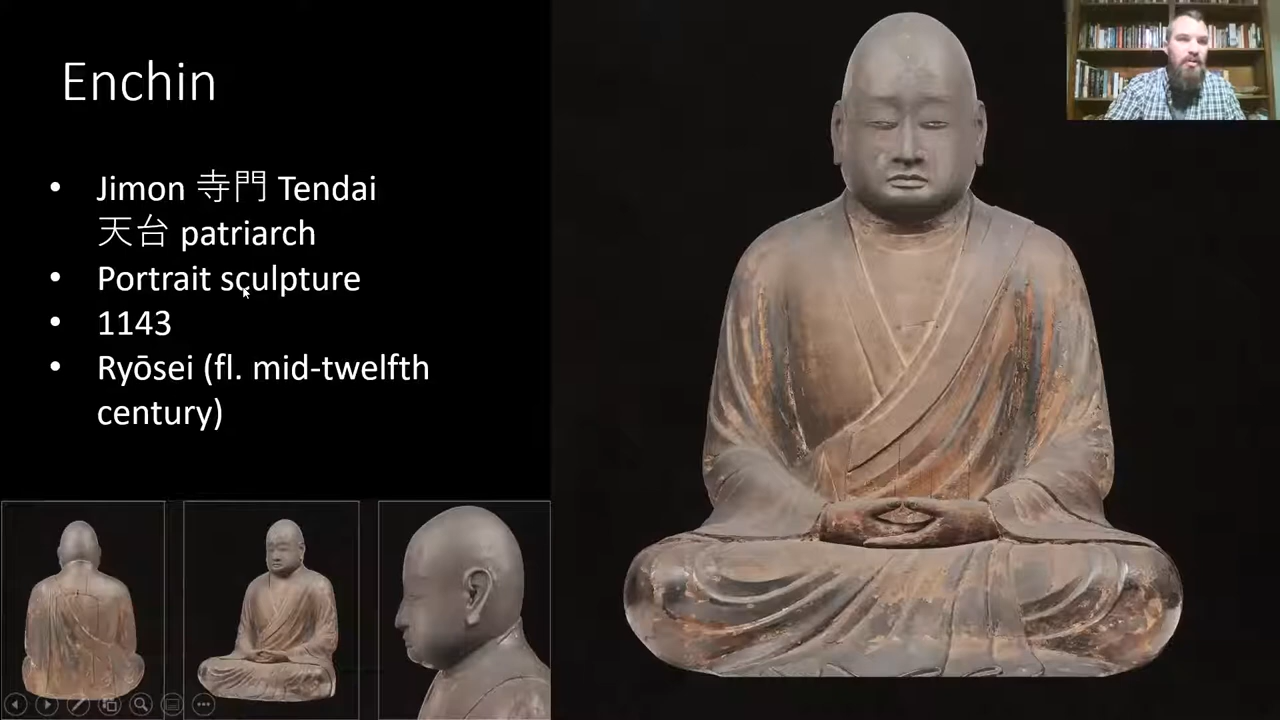 Enchin
• Jimon 寺門 Tendai
天台 patriarch
• Portrait sculpture
• 1143
• Ryōsei (fl. mid-twelfth
century)